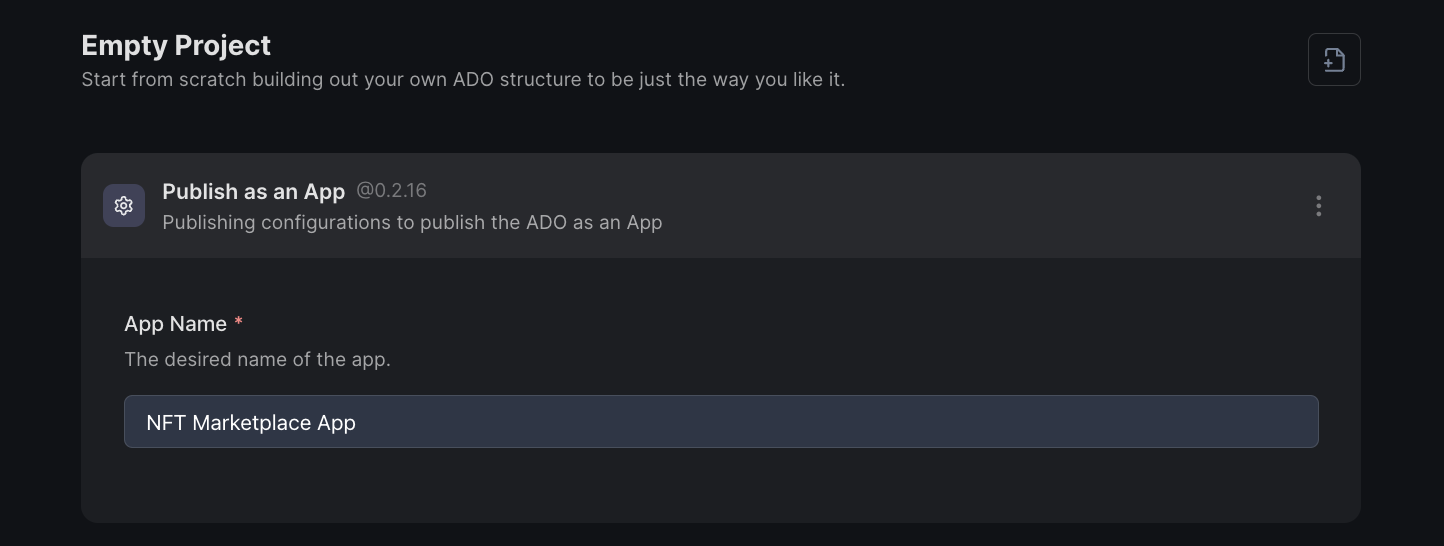 Empty Project
Start from scratch building out your own ADO structure to be just the way you like it.
Publish as an App @0.2.16
Publishing configurations to publish the ADO as an App
App Name *
The desired name of the app.
NFT Marketplace App